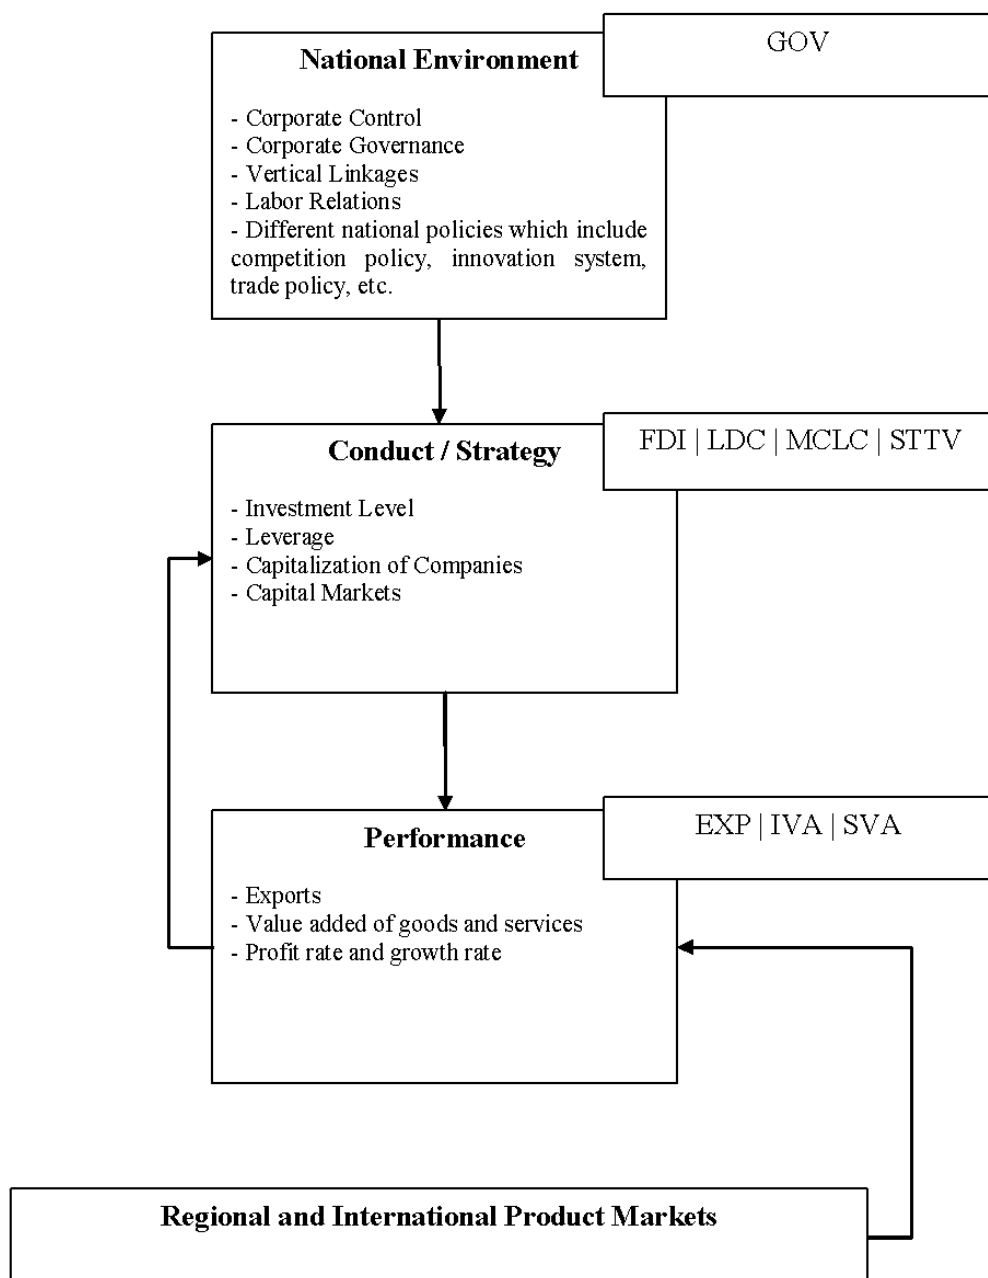 GOV
National Environment
- Corporate Control
- Corporate Governance
- Vertical Linkages
- Labor Relations
- Different national policies which include
competition policy, innovation system,
trade policy, etc.
FDI | LDC | MCLC | STTV
Conduct / Strategy
- Investment Level
- Leverage
- Capitalization of Companies
- Capital Markets
EXP | IVA | SVA
Performance
- Exports
- Value added of goods and services
- Profit rate and growth rate
Regional and International Product Markets